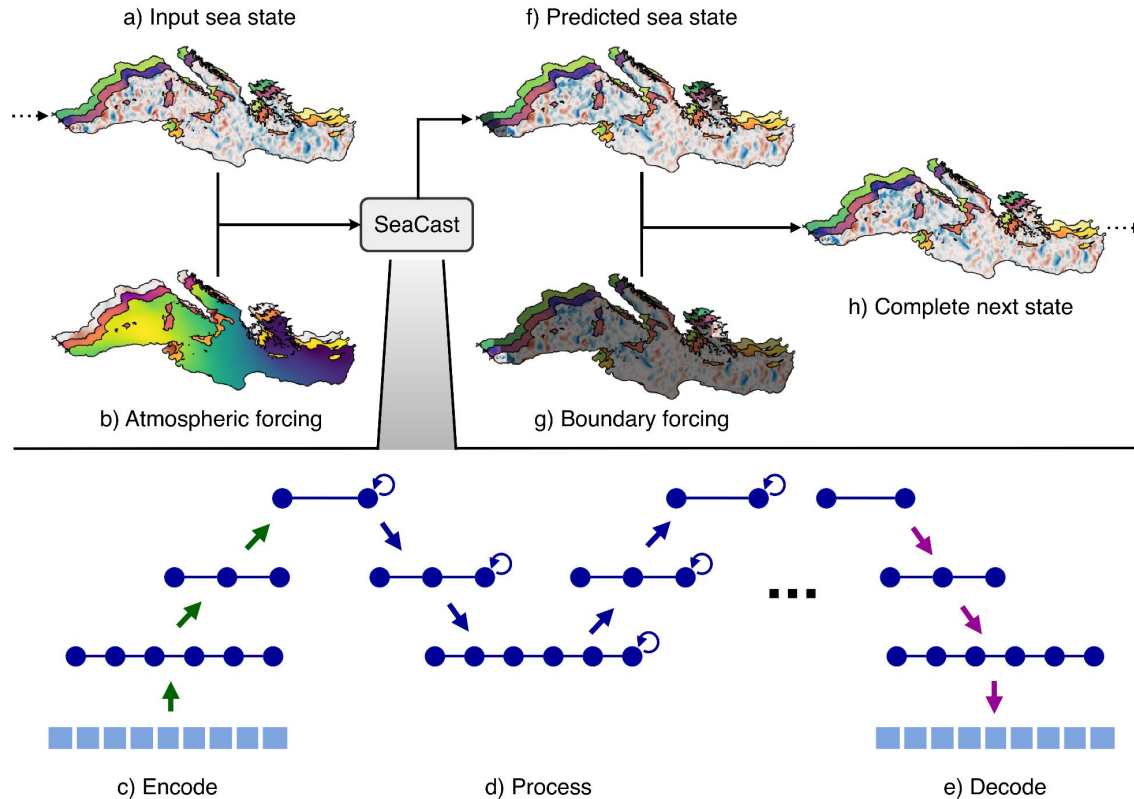 a) Input sea state
f) Predicted sea state
SeaCast
h) Complete next state
b) Atmospheric forcing
g) Boundary forcing
c) Encode
d) Process
e) Decode